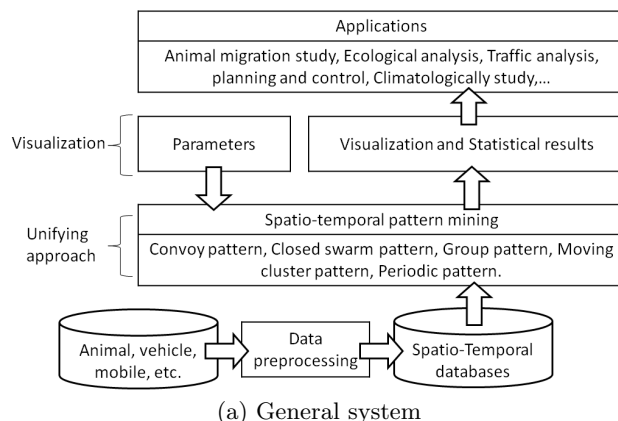 Applications
Animal migration study, Ecological analysis, Traffic analysis,
planning and control, Climatologically study,...
Visualization
Parameters
Visualization and Statistical results
Unifying
approach
Spatio-temporal pattern mining
Convoy pattern, Closed swarm pattern, Group pattern, Moving
cluster pattern, Periodic pattern.
Animal, vehicle,
mobile, etc.
Data
preprocessing
Spatio-Temporal
databases
(a) General system